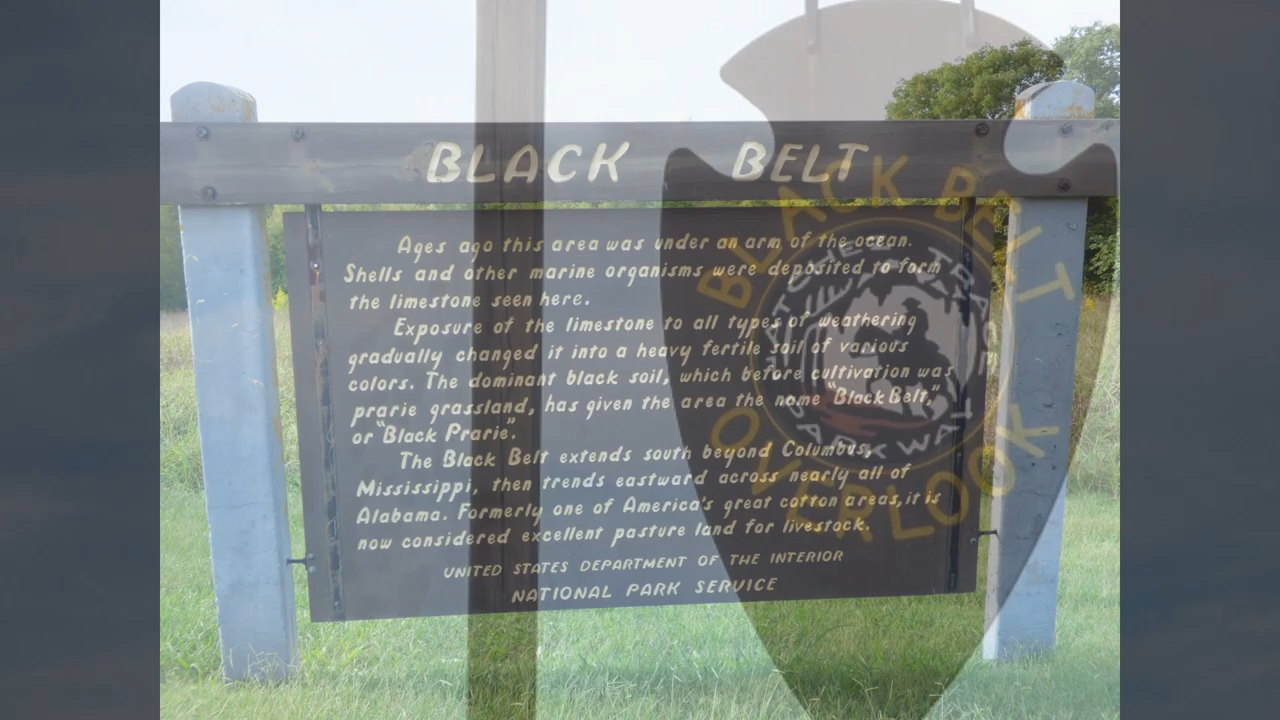 BLACK BELT
Ages ago this area was under an arm of the ocean.
Shells and other marine organisms were deposited to form
the limestone seen here.
Exposure of the limestone to all types of weathering
gradually changed it into a heavy fertile soil of various
colors. The dominant black soil, which before cultivation was
prarie grassland, has given the area the name "Black Belt,"
or "Black Prarie".
The Black Belt extends south beyond Columbus,
Mississippi, then trends eastward across nearly all of
Alabama. Formerly one of America's great cotton areas, it is
now considered excellent pasture land for livestock.
UNITED STATES DEPARTMENT OF THE INTERIOR
NATIONAL PARK SERVICE
BLACK BELT
NATCHEZ TRACE
PARKWAY
OVERLOOK